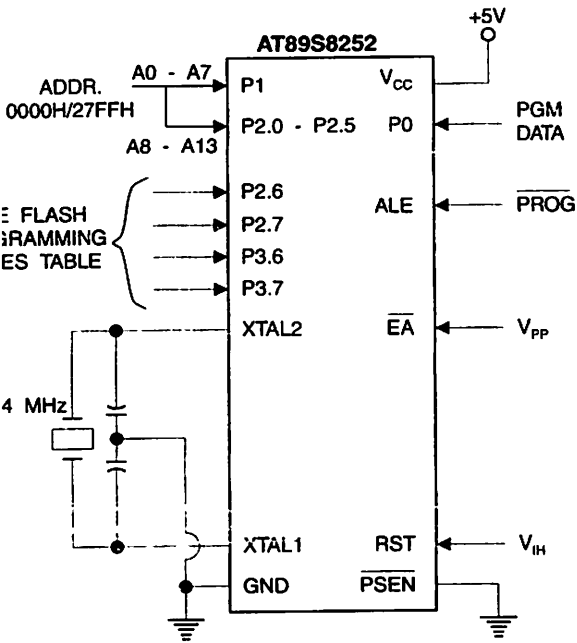 +5V
AT89S8252
ADDR.
0000H/27FFH
A0 - A7
A8 - A13
P1
P2.0 - P2.5
VCC
P0
PGM
DATA
E FLASH
GRAMMING
ES TABLE
P2.6
P2.7
P3.6
P3.7
ALE
PROG
XTAL2
EA
VPP
4 MHz
XTAL1
RST
VIH
GND
PSEN